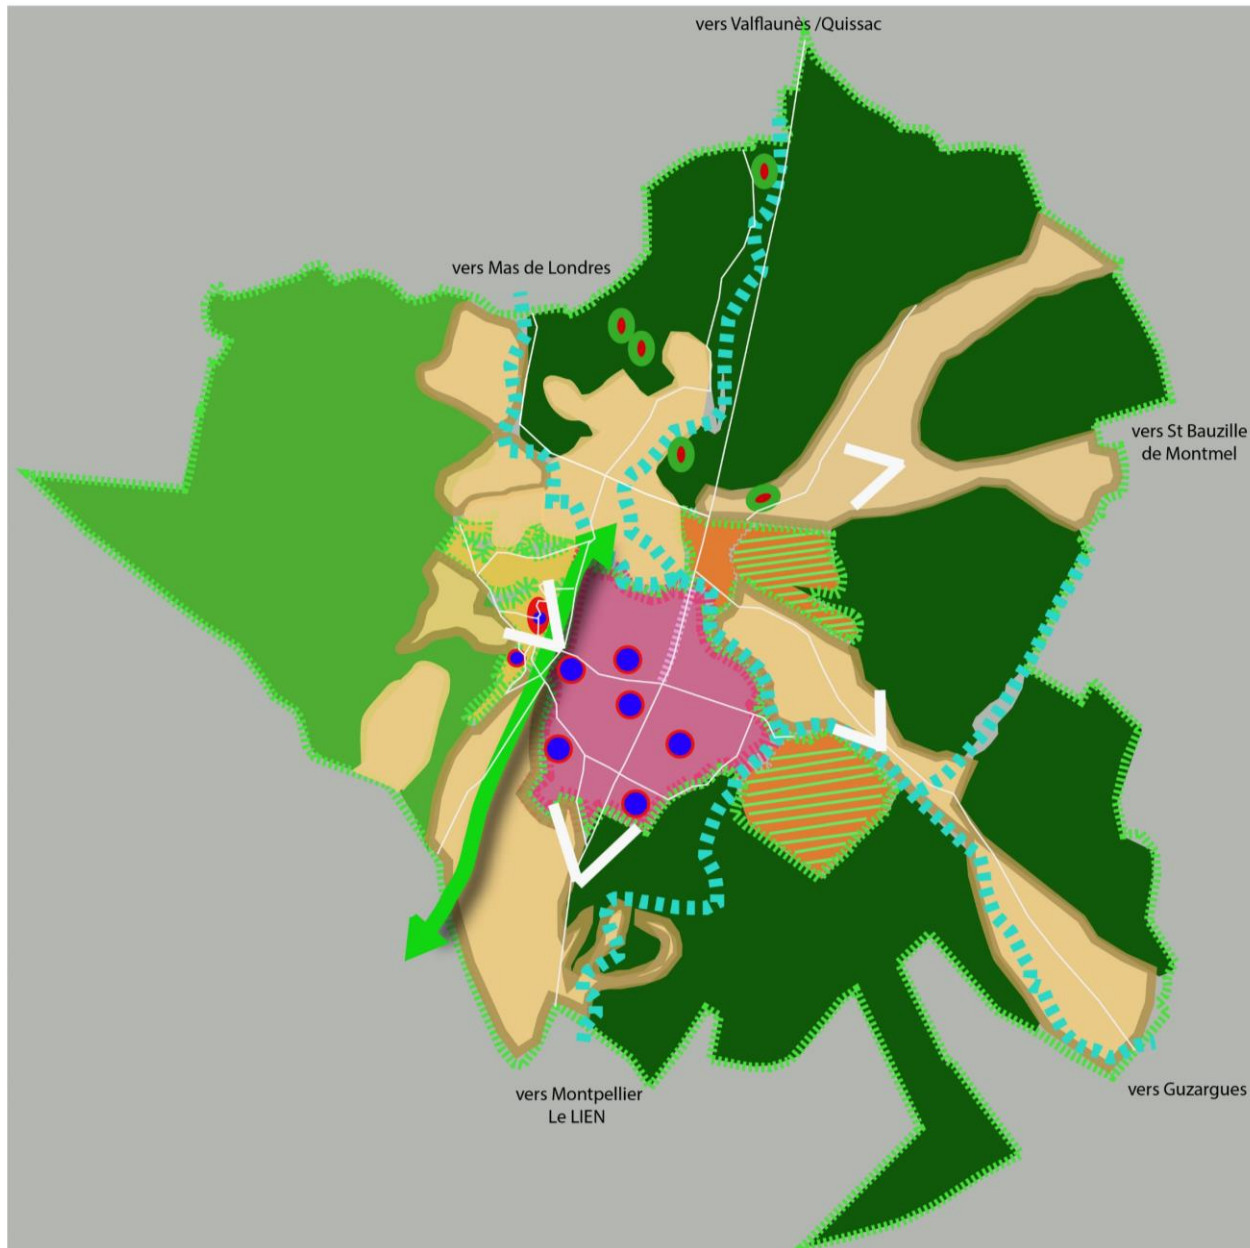 vers Valflaunès /Quissac
vers Mas de Londres
vers St Bauzille
de Montmel
vers Montpellier
Le LIEN
vers Guzargues